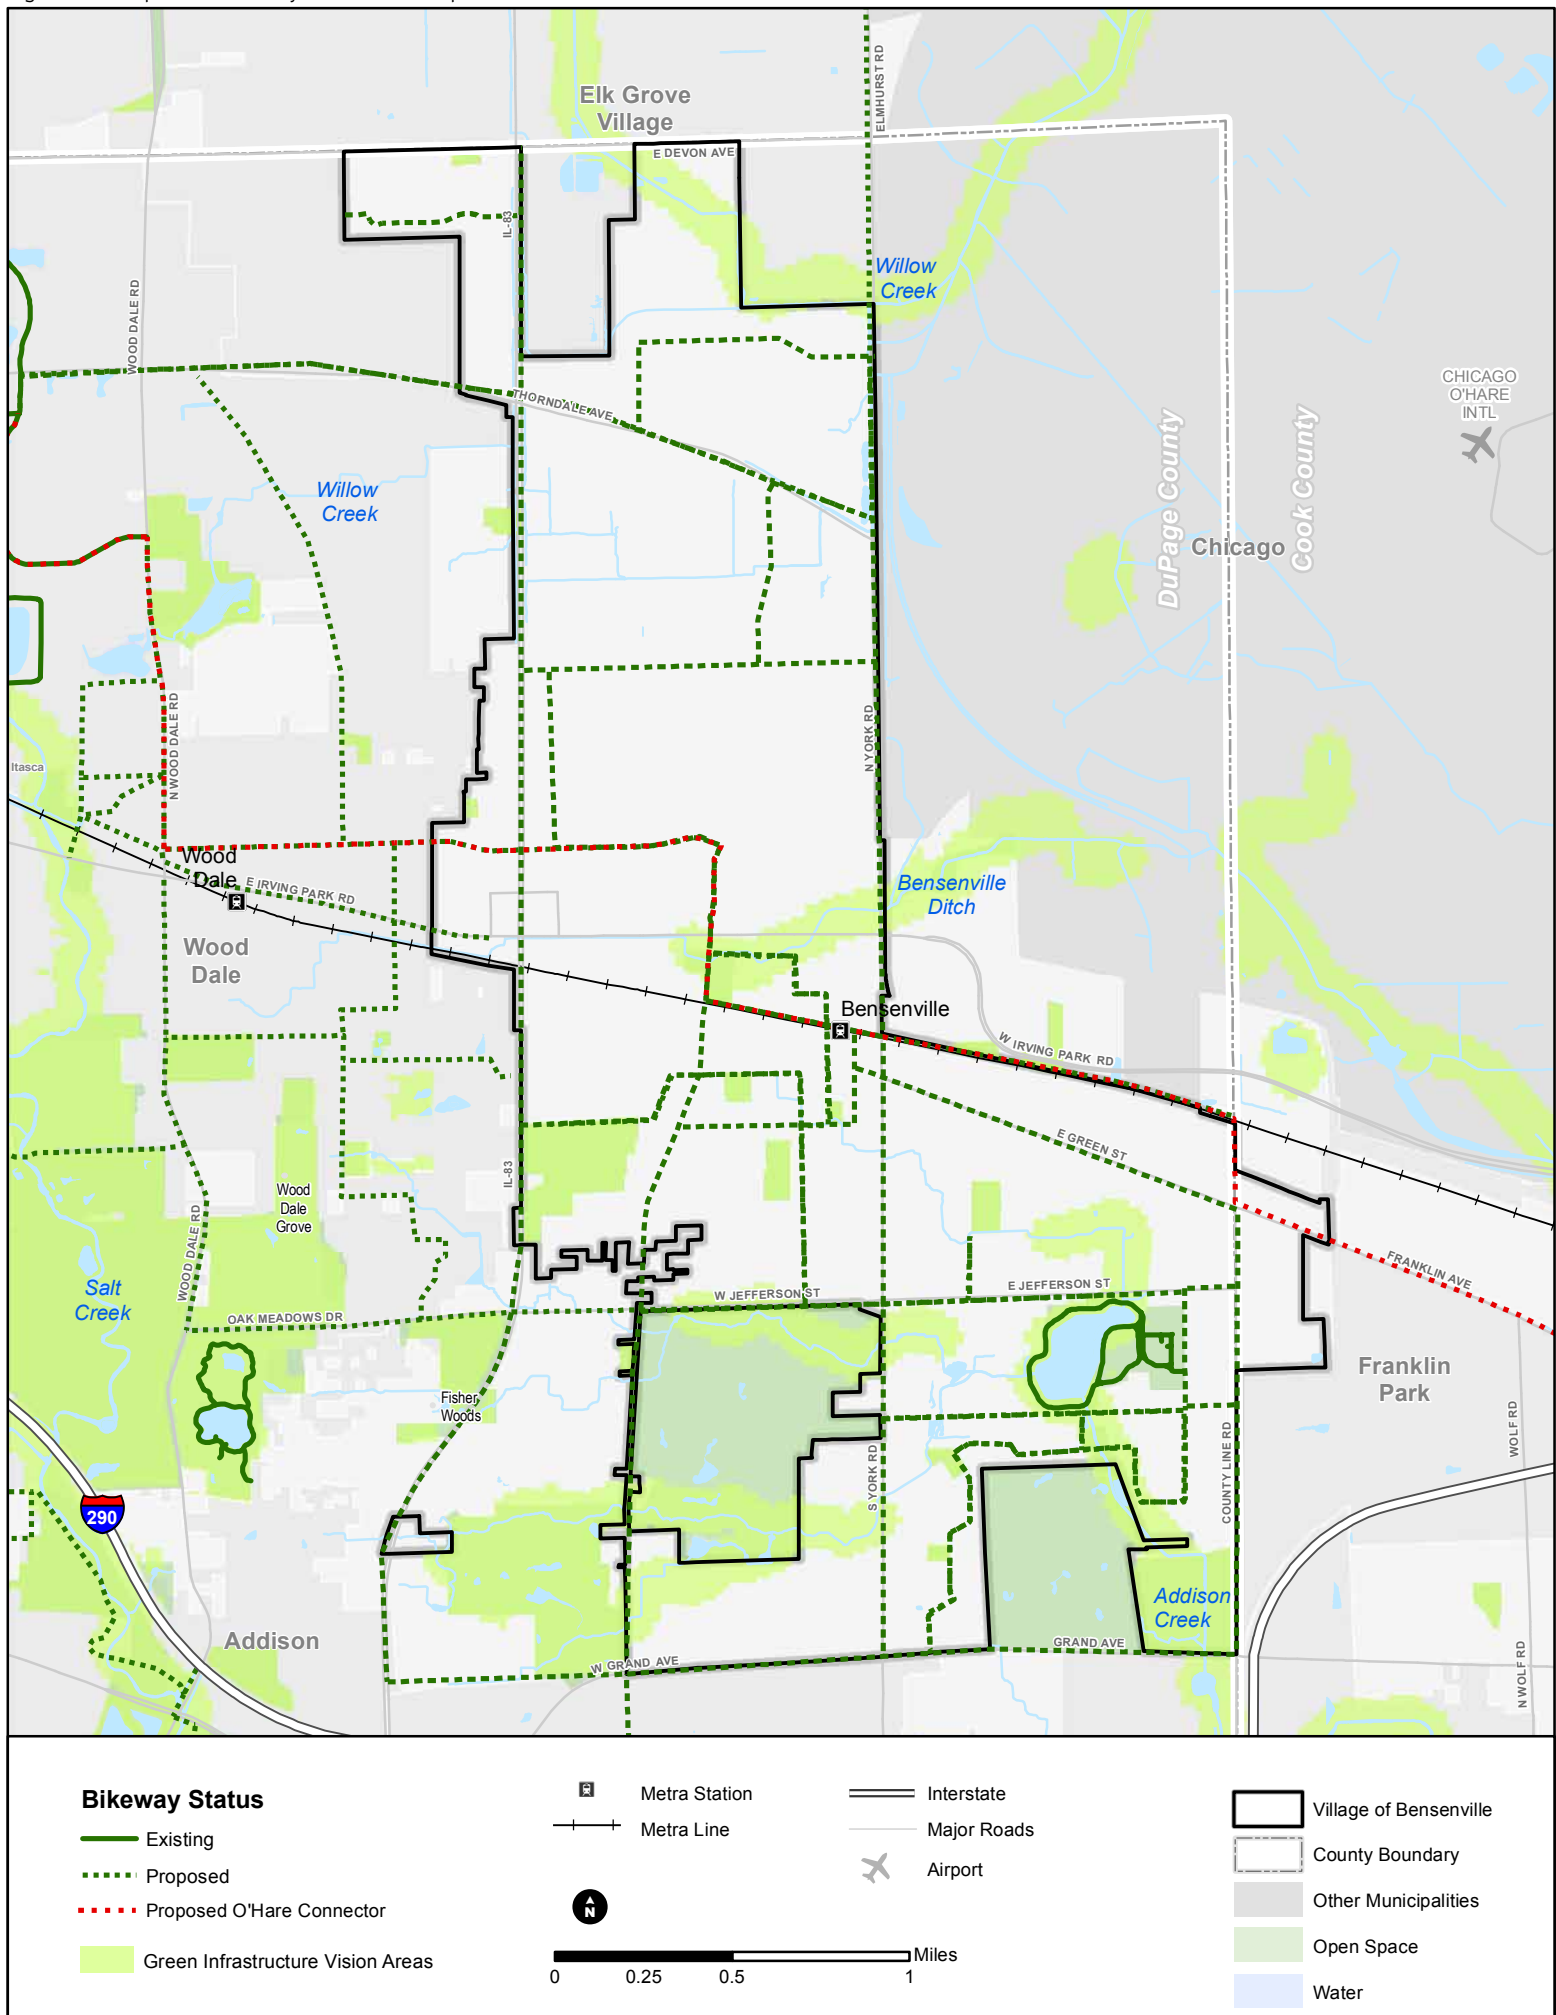 ELMHURST RD
Elk Grove
Village
E DEVON AVE
IL-83
Willow
Creek
WOOD DALE RD
CHICAGO
O'HARE
INTL
THORNDALE AVE
DuPage County
Cook County
Willow
Creek
Chicago
N WOOD DALE RD
N YORK RD
Itasca
Wood
Dale
E IRVING PARK RD
Bensenville
Ditch
Wood
Dale
Bensenville
W IRVING PARK RD
E GREEN ST
IL-83
Wood
Dale
Grove
WOOD DALE RD
FRANKLIN AVE
Salt
Creek
E JEFFERSON ST
W JEFFERSON ST
OAK MEADOWS DR
Franklin
Park
Fisher
Woods
WOLF RD
COUNTY LINE RD
S YORK RD
290
Addison
Creek
Addison
GRAND AVE
W GRAND AVE
N WOLF RD
Bikeway Status
Existing
Proposed
Proposed O'Hare Connector
Green Infrastructure Vision Areas
Metra Station
Metra Line
N
Miles
0 0.25 0.5 1
Interstate
Major Roads
Airport
Village of Bensenville
County Boundary
Other Municipalities
Open Space
Water